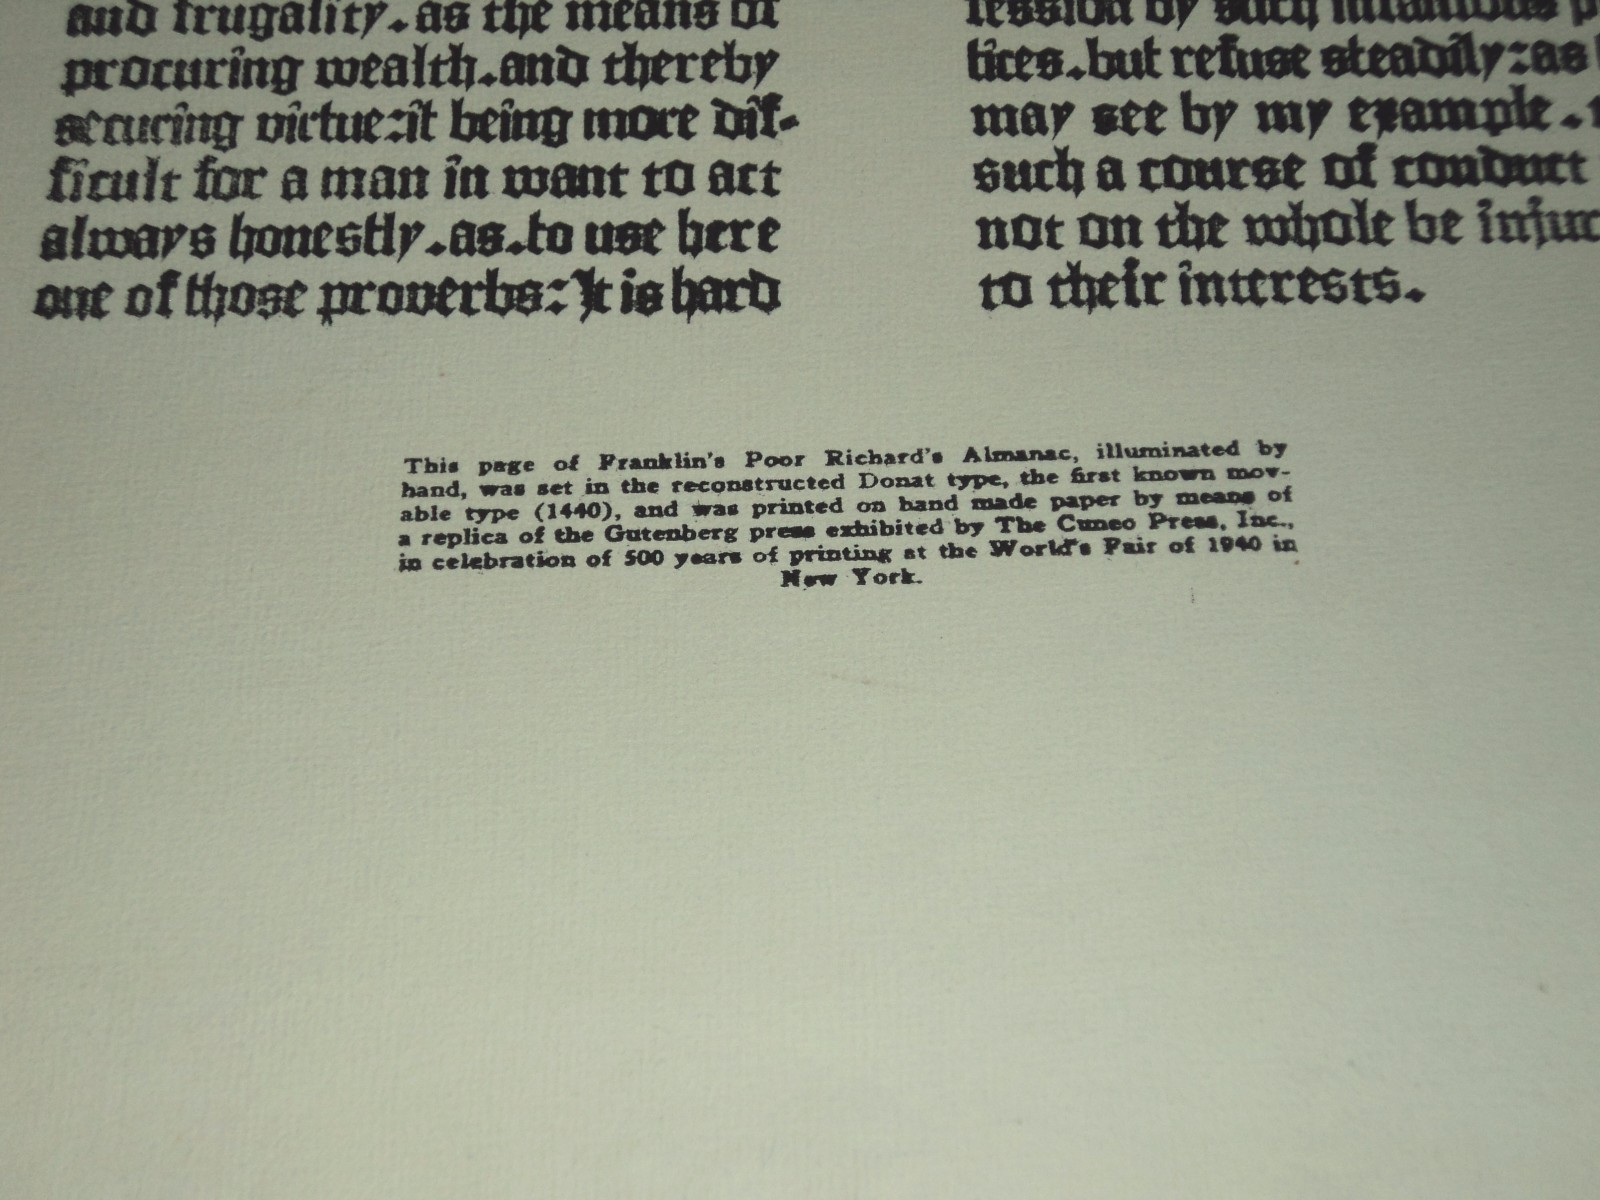 and frugality.as the means of
procuring wealth.and thereby
securing virtue:it being more dif-
ficult for a man in want to act
always honestly.as.to use here
one of those proverbs:It is hard
fession by such infamous p
tices.but refuse steadily:as
may see by my example.
such a course of conduct
not on the whole be injur
to their interests.
This page of Franklin's Poor Richard's Almanac, illuminated by
hand, was set in the reconstructed Donat type, the first known mov-
able type (1440), and was printed on hand made paper by means of
a replica of the Gutenberg press exhibited by The Cuneo Press, Inc.,
in celebration of 500 years of printing at the World's Fair of 1940 in
New York.